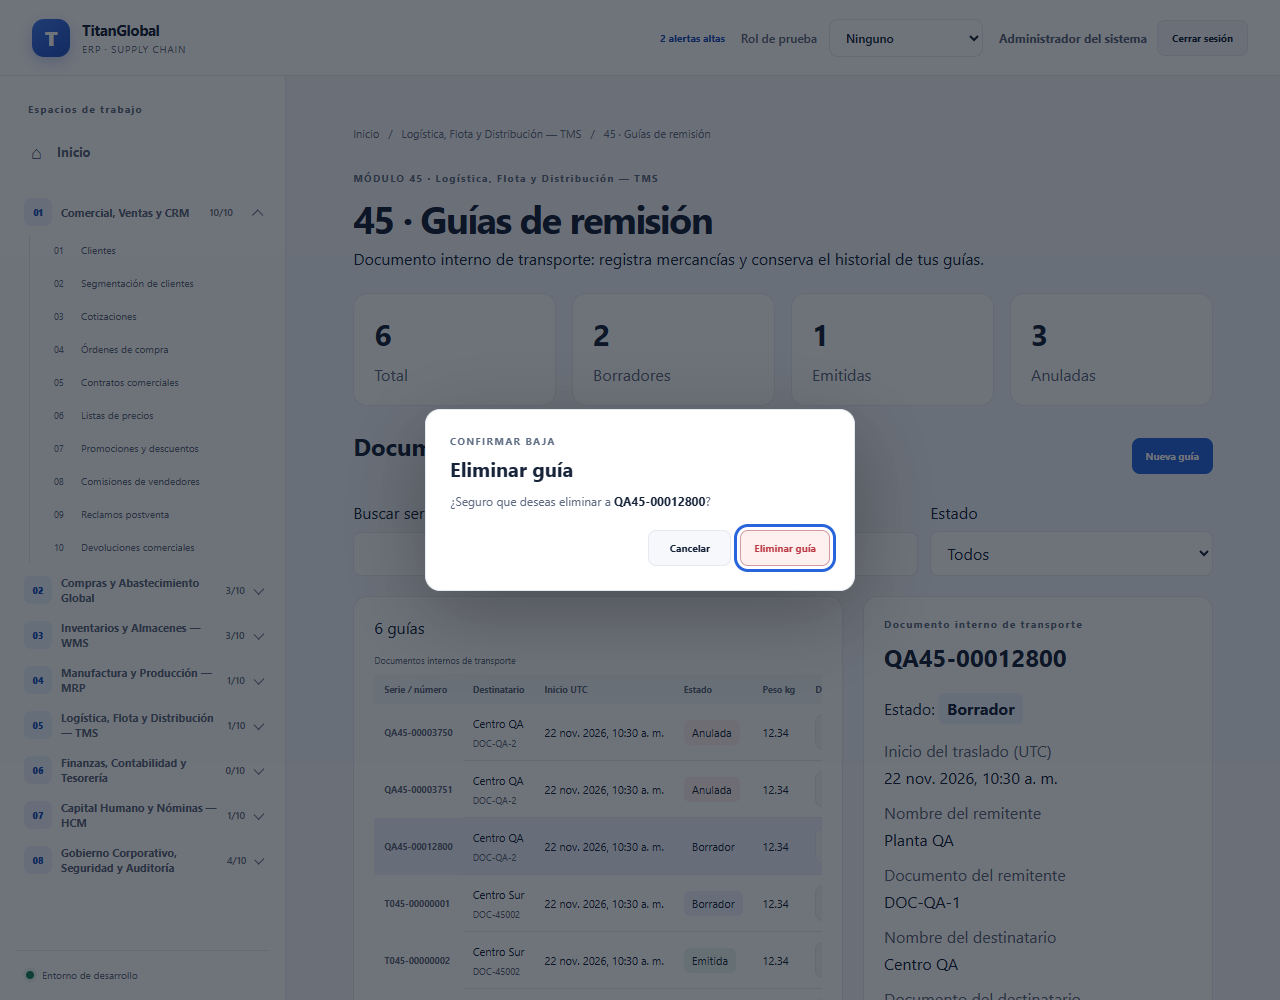 T
TitanGlobal
ERP · SUPPLY CHAIN
2 alertas altas
Rol de prueba
Ninguno
Administrador del sistema
Cerrar sesión
Espacios de trabajo
Inicio
01 Comercial, Ventas y CRM 10/10
01 Clientes
02 Segmentación de clientes
03 Cotizaciones
04 Órdenes de compra
05 Contratos comerciales
06 Listas de precios
07 Promociones y descuentos
08 Comisiones de vendedores
09 Reclamos postventa
10 Devoluciones comerciales
02 Compras y Abastecimiento Global 3/10
03 Inventarios y Almacenes — WMS 3/10
04 Manufactura y Producción — MRP 1/10
05 Logística, Flota y Distribución — TMS 1/10
06 Finanzas, Contabilidad y Tesorería 0/10
07 Capital Humano y Nóminas — HCM 1/10
08 Gobierno Corporativo, Seguridad y Auditoría 4/10
Entorno de desarrollo
Inicio / Logística, Flota y Distribución — TMS / 45 · Guías de remisión
MÓDULO 45 · Logística, Flota y Distribución — TMS
45 · Guías de remisión
Documento interno de transporte: registra mercancías y conserva el historial de tus guías.
6
Total
2
Borradores
1
Emitidas
3
Anuladas
Docum
Nueva guía
CONFIRMAR BAJA
Eliminar guía
¿Seguro que deseas eliminar a QA45-00012800?
Cancelar
Eliminar guía
Buscar ser
Estado
Todos
6 guías
Documentos internos de transporte
Serie / número Destinatario Inicio UTC Estado Peso kg D
QA45-00003750 Centro QA DOC-QA-2 22 nov. 2026, 10:30 a. m. Anulada 12.34
QA45-00003751 Centro QA DOC-QA-2 22 nov. 2026, 10:30 a. m. Anulada 12.34
QA45-00012800 Centro QA DOC-QA-2 22 nov. 2026, 10:30 a. m. Borrador 12.34
T045-00000001 Centro Sur DOC-45002 22 nov. 2026, 10:30 a. m. Borrador 12.34
T045-00000002 Centro Sur DOC-45002 22 nov. 2026, 10:30 a. m. Emitida 12.34
Documento interno de transporte
QA45-00012800
Estado: Borrador
Inicio del traslado (UTC)
22 nov. 2026, 10:30 a. m.
Nombre del remitente
Planta QA
Documento del remitente
DOC-QA-1
Nombre del destinatario
Centro QA
Documento del destinatario